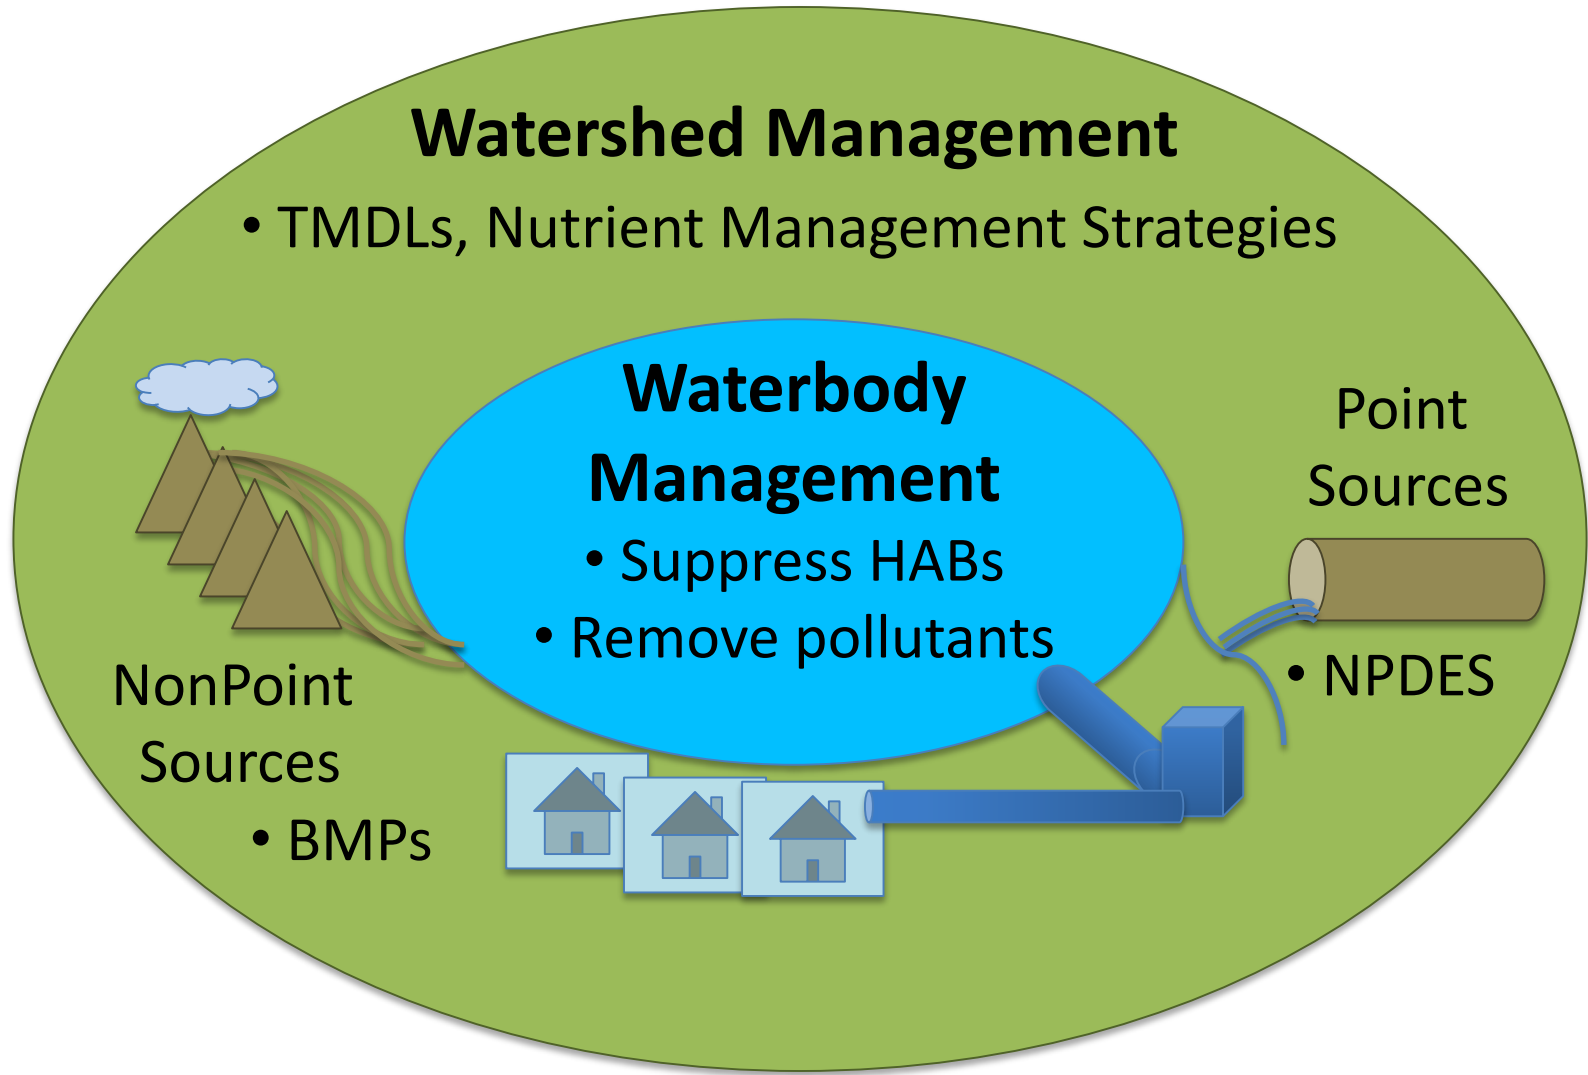 Watershed Management
• TMDLs, Nutrient Management Strategies
Waterbody
Management
• Suppress HABs
• Remove pollutants
Point
Sources
• NPDES
NonPoint
Sources
• BMPs